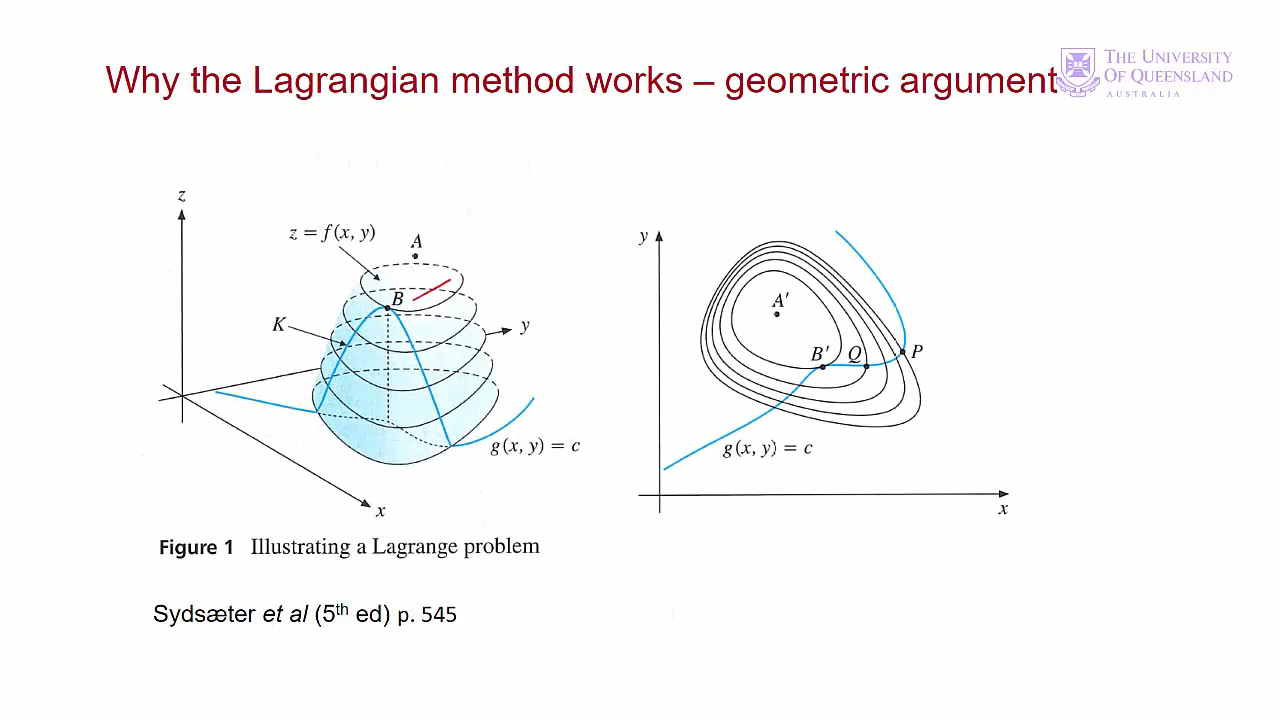 Why the Lagrangian method works – geometric argument
THE UNIVERSITY
OF QUEENSLAND
AUSTRALIA
z
z = f(x, y)
A
B
K
y
g(x, y) = c
x
y
A′
B′
Q
P
g(x, y) = c
x
Figure 1 Illustrating a Lagrange problem
Sydsæter et al (5th ed) p. 545